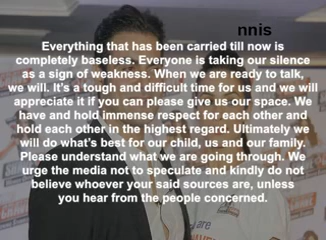 nnis
Everything that has been carried till now is
completely baseless. Everyone is taking our silence
as a sign of weakness. When we are ready to talk,
we will. It's a tough and difficult time for us and we will
appreciate it if you can please give us our space. We
have and hold immense respect for each other and
hold each other in the highest regard. Ultimately we
will do what's best for our child, us and our family.
Please understand what we are going through. We
urge the media not to speculate and kindly do not
believe whoever your said sources are, unless
you hear from the people concerned.
are